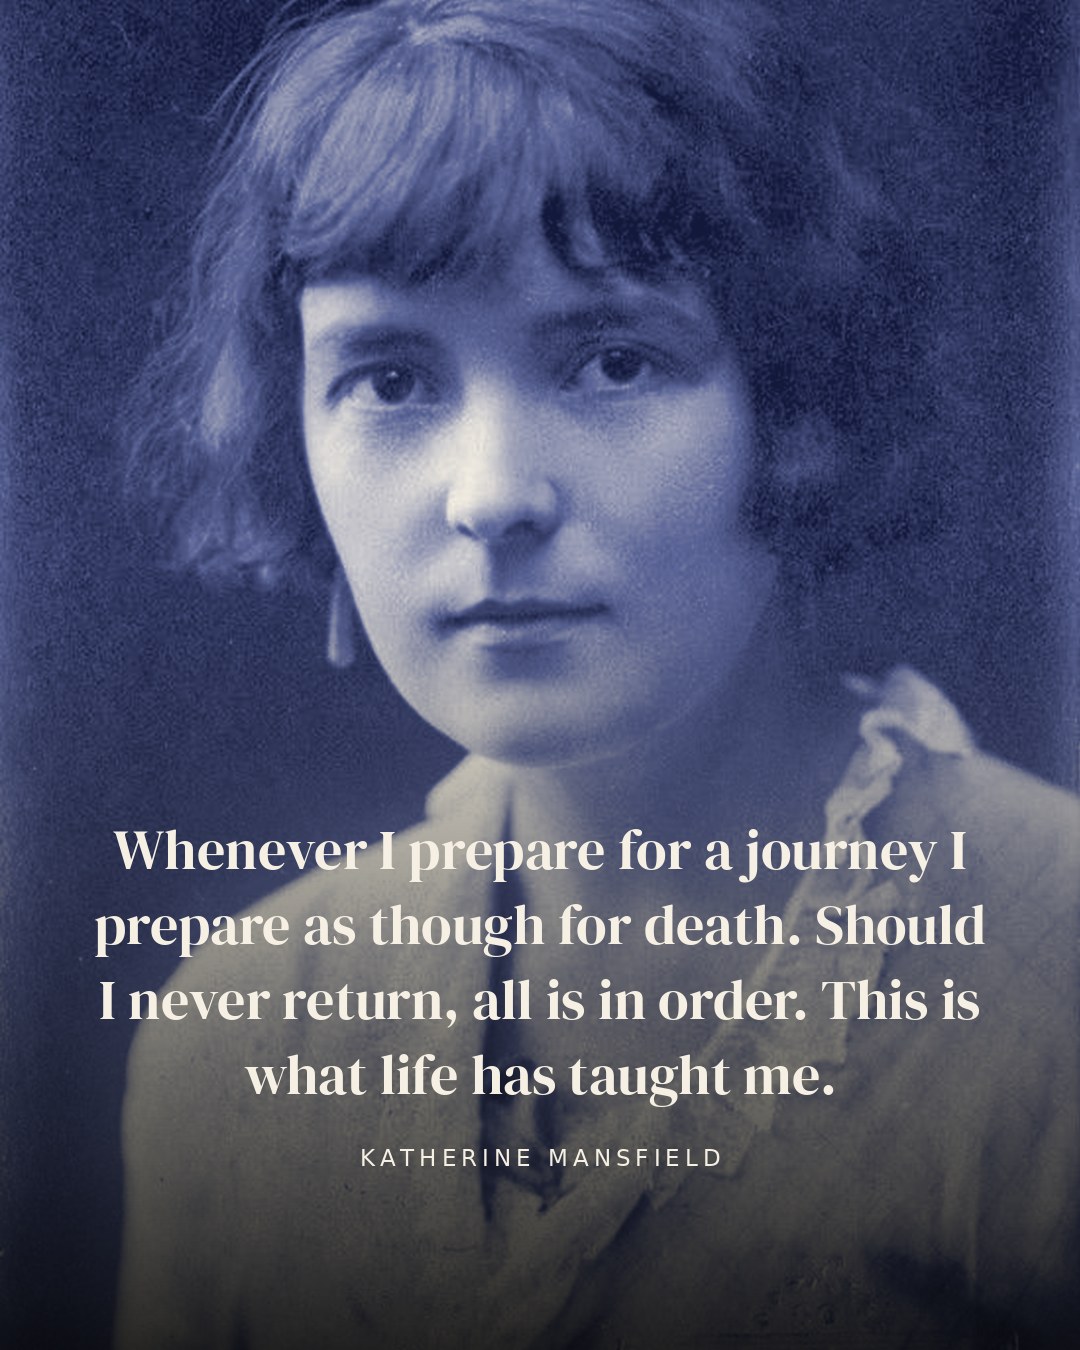 Whenever I prepare for a journey I
prepare as though for death. Should
I never return, all is in order. This is
what life has taught me.
KATHERINE MANSFIELD